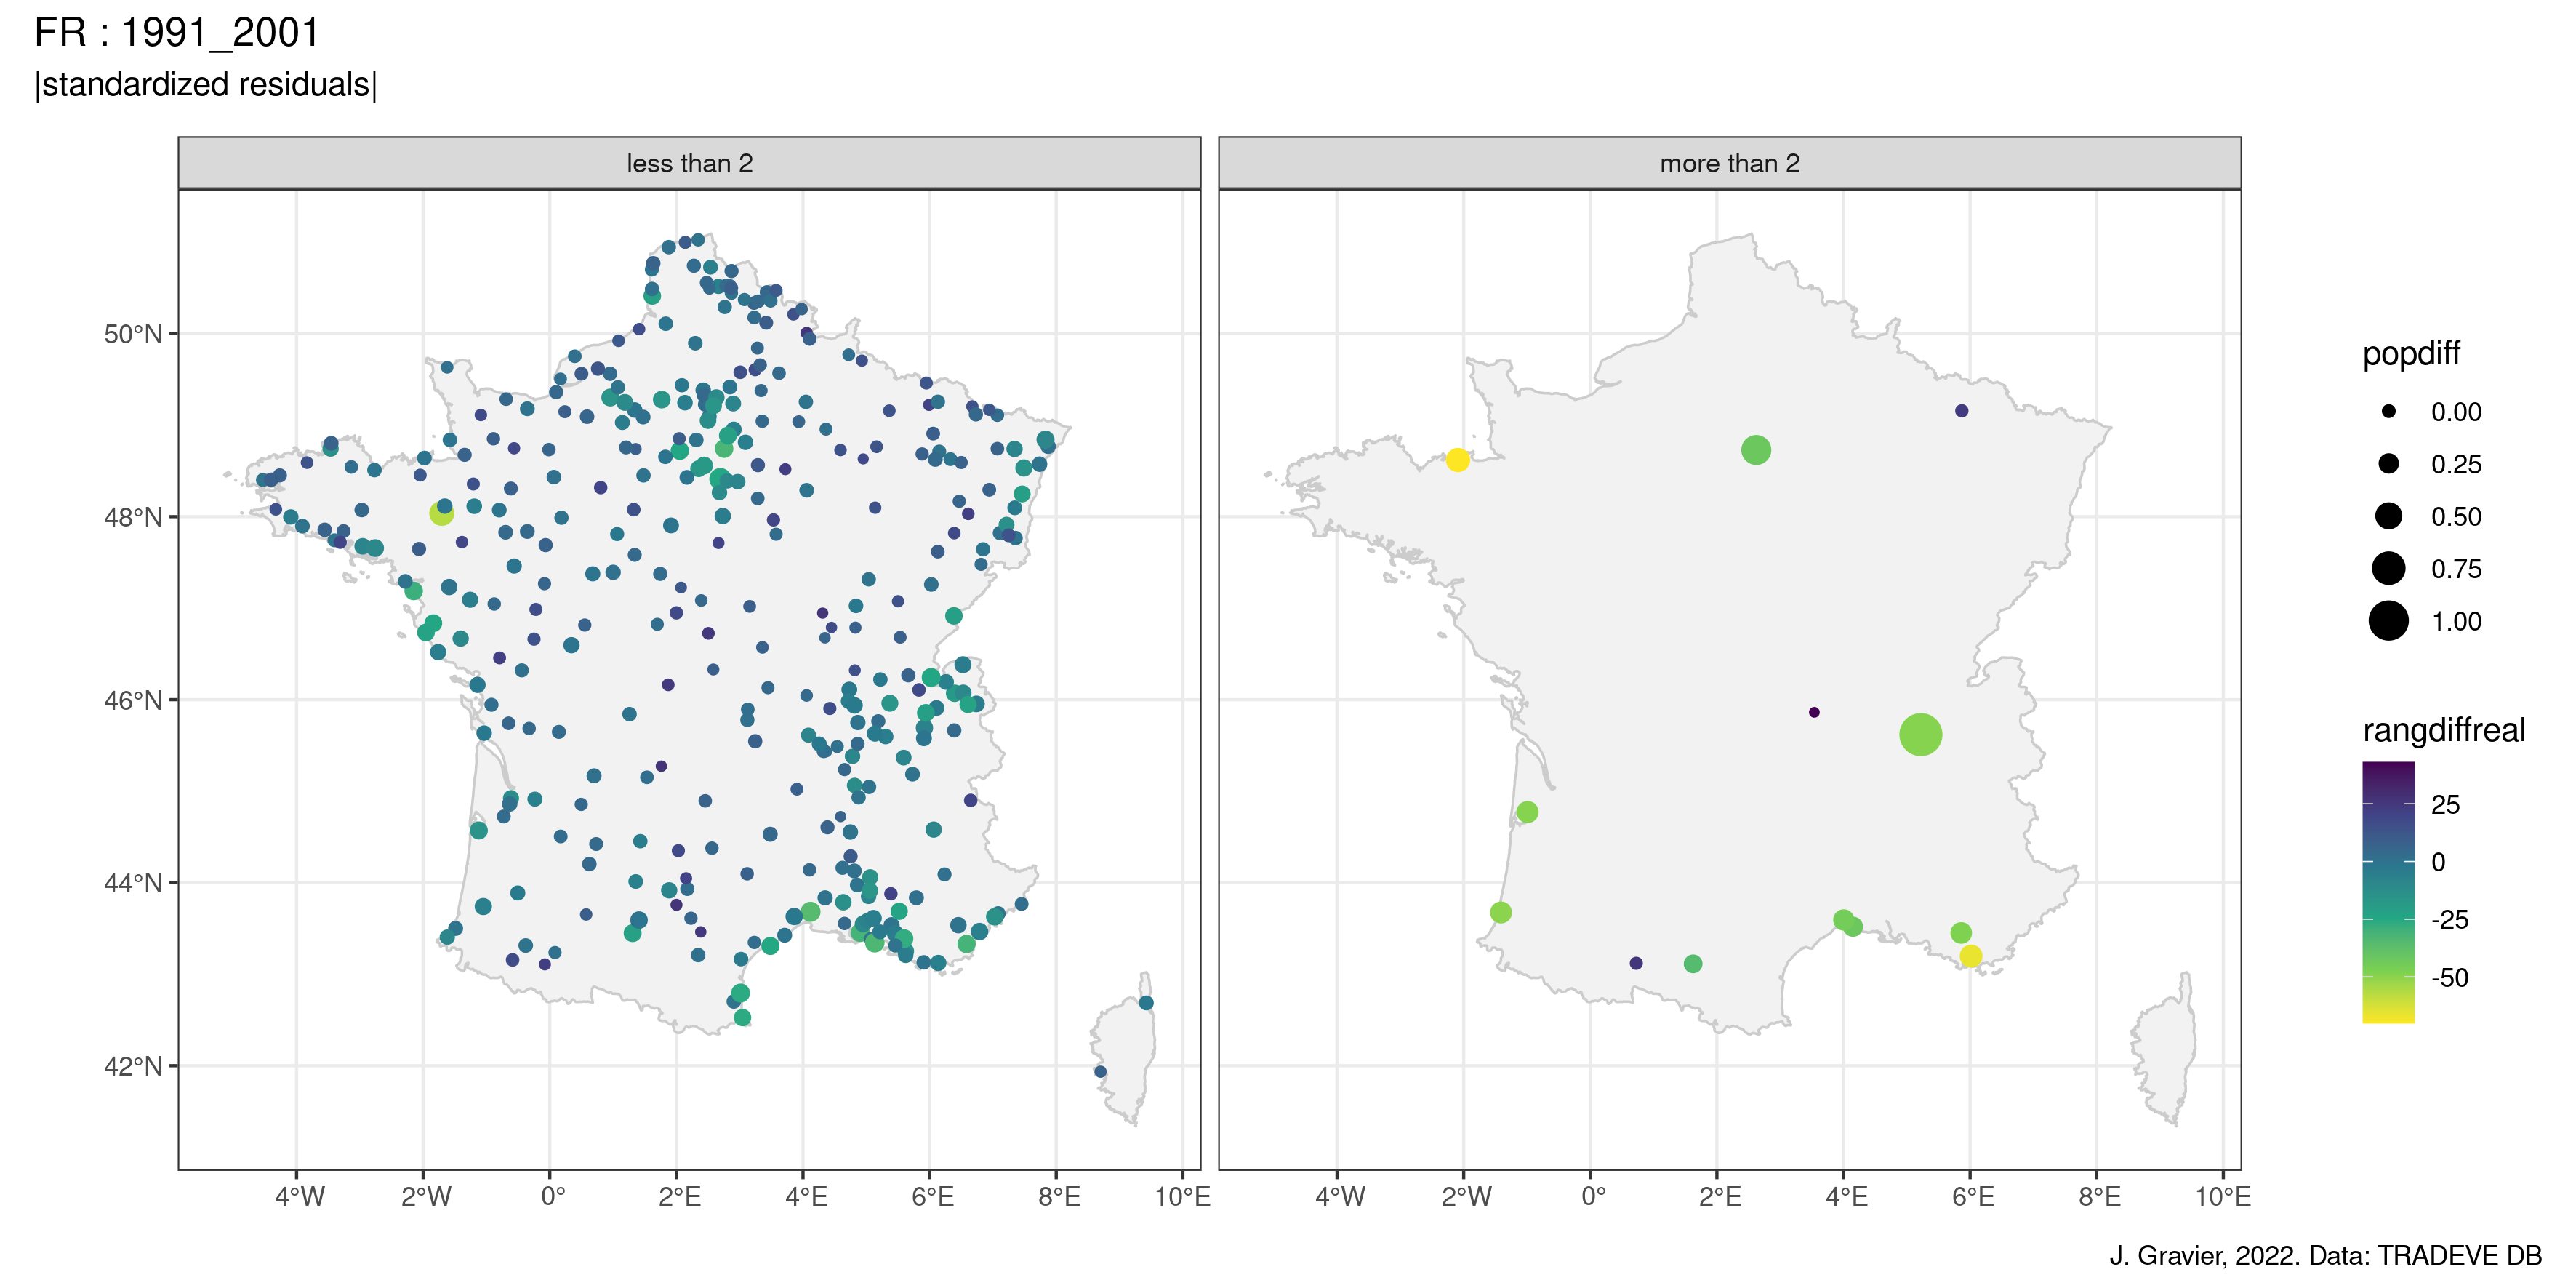 FR : 1991_2001
|standardized residuals|
less than 2
more than 2
50°N
48°N
46°N
44°N
42°N
4°W 2°W 0° 2°E 4°E 6°E 8°E 10°E
4°W 2°W 0° 2°E 4°E 6°E 8°E 10°E
popdiff
0.00
0.25
0.50
0.75
1.00
rangdiffreal
25
0
-25
-50
J. Gravier, 2022. Data: TRADEVE DB